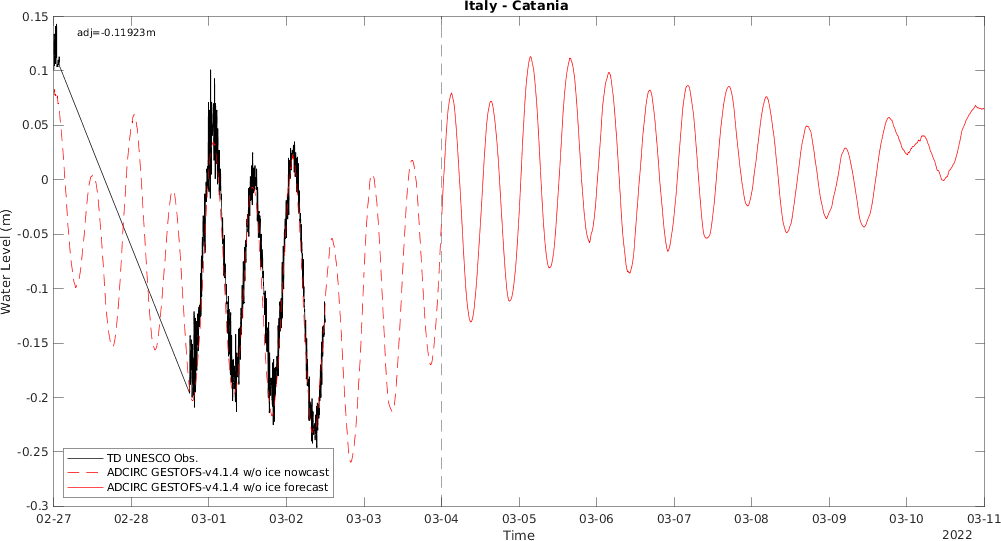 Italy - Catania
adj=-0.11923m
0.15
0.1
0.05
0
-0.05
-0.1
-0.15
-0.2
-0.25
-0.3
Water Level (m)
TD UNESCO Obs.
ADCIRC GESTOFS-v4.1.4 w/o ice nowcast
ADCIRC GESTOFS-v4.1.4 w/o ice forecast
02-27 02-28 03-01 03-02 03-03 03-04 03-05 03-06 03-07 03-08 03-09 03-10 03-11
Time
2022